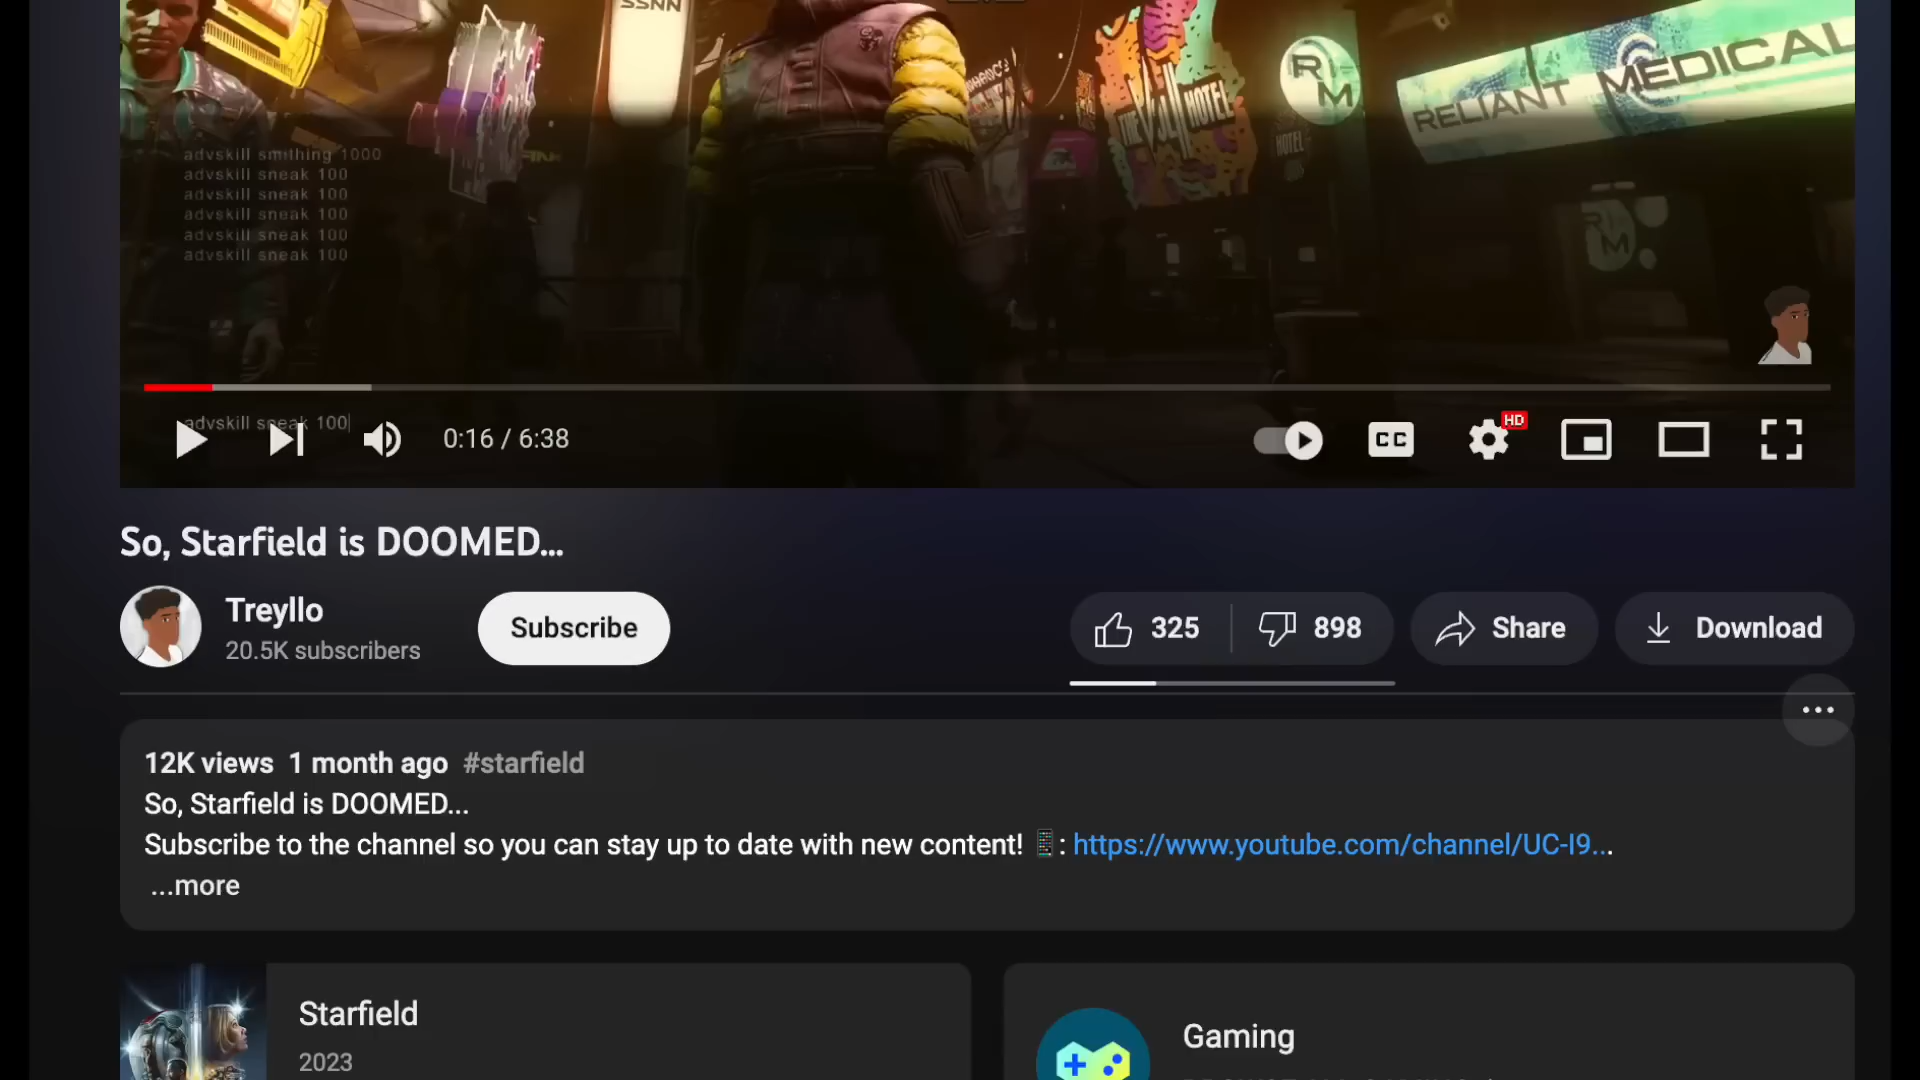 SSNN
HOTEL
R
M
RELIANT MEDICAL
HOTEL
advskill smithing 1000
advskill sneak 100
advskill sneak 100
advskill sneak 100
advskill sneak 100
advskill sneak 100
R
M
advskill sneak 100
0:16 / 6:38
CC
HD
So, Starfield is DOOMED...
Treyllo
20.5K subscribers
Subscribe
325
898
Share
Download
12K views 1 month ago #starfield
So, Starfield is DOOMED...
Subscribe to the channel so you can stay up to date with new content! 📱: https://www.youtube.com/channel/UC-I9...
...more
Starfield
2023
Gaming